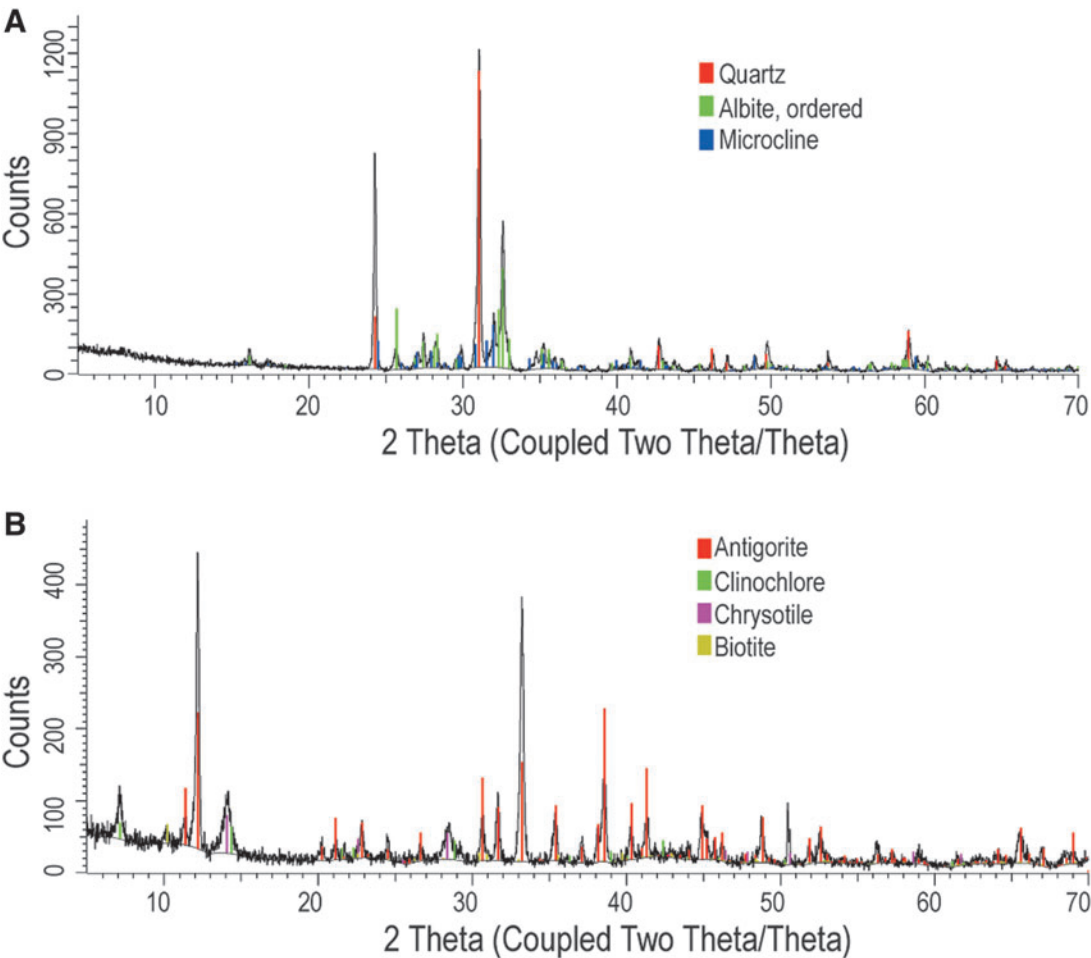 A
1200
900
600
300
0
Counts
Quartz
Albite, ordered
Microcline
10 20 30 40 50 60 70
2 Theta (Coupled Two Theta/Theta)
B
400
300
200
100
0
Counts
Antigorite
Clinochlore
Chrysotile
Biotite
10 20 30 40 50 60 70
2 Theta (Coupled Two Theta/Theta)